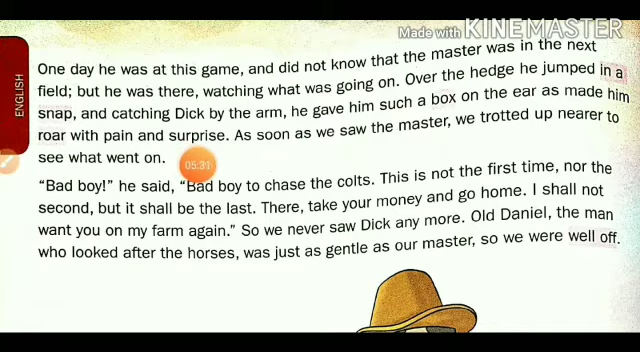 Made with KINEMASTER
ENGLISH
One day he was at this game, and did not know that the master was in the next
field; but he was there, watching what was going on. Over the hedge he jumped in a
snap, and catching Dick by the arm, he gave him such a box on the ear as made him
roar with pain and surprise. As soon as we saw the master, we trotted up nearer to
see what went on.
05:31
“Bad boy!” he said, “Bad boy to chase the colts. This is not the first time, nor the
second, but it shall be the last. There, take your money and go home. I shall not
want you on my farm again.” So we never saw Dick any more. Old Daniel, the man
who looked after the horses, was just as gentle as our master, so we were well off.